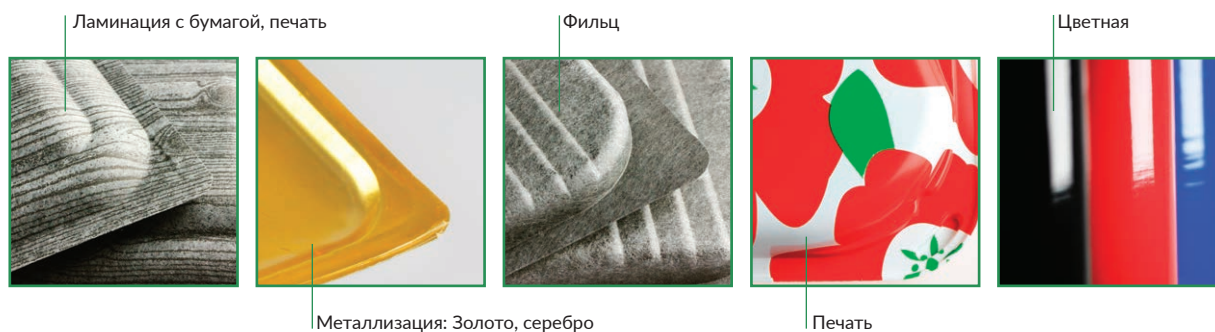 Ламинация с бумагой, печать
Фильц
Цветная
Металлизация: Золото, серебро
Печать